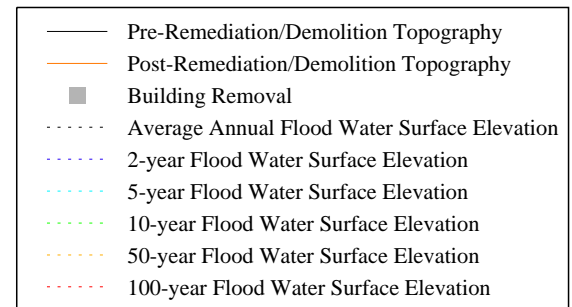 Pre-Remediation/Demolition Topography
Post-Remediation/Demolition Topography
Building Removal
Average Annual Flood Water Surface Elevation
2-year Flood Water Surface Elevation
5-year Flood Water Surface Elevation
10-year Flood Water Surface Elevation
50-year Flood Water Surface Elevation
100-year Flood Water Surface Elevation